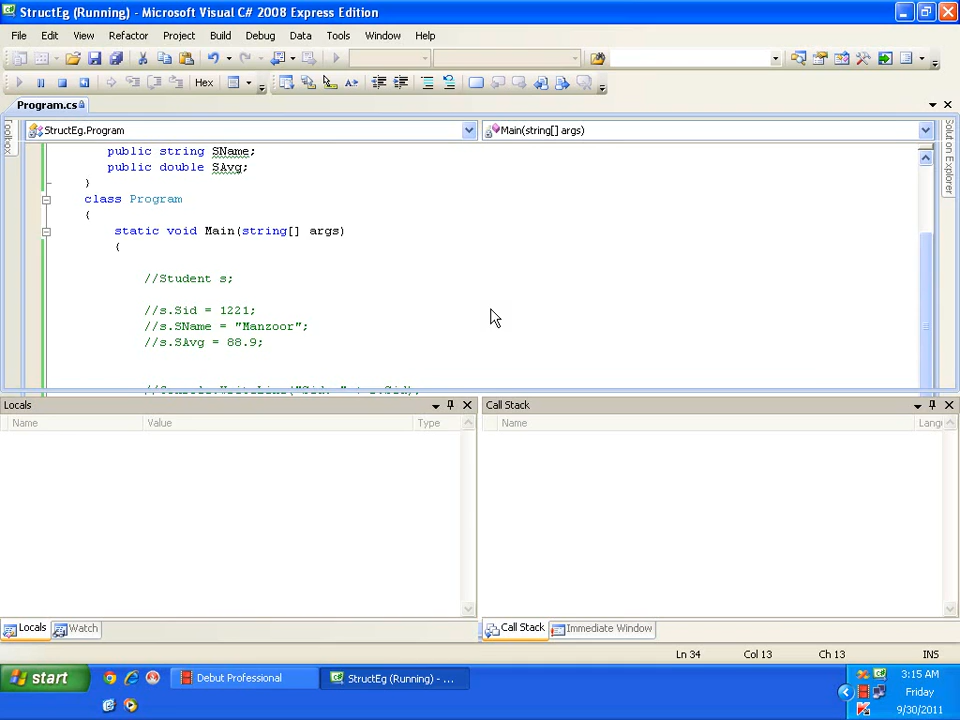 StructEg (Running) - Microsoft Visual C# 2008 Express Edition
File Edit View Refactor Project Build Debug Data Tools Window Help
Hex
Program.cs
Toolbox
StructEg.Program
Main(string[] args)
Solution Explorer
public string SName;
public double SAvg;
}
class Program
{
static void Main(string[] args)
{
//Student s;
//s.Sid = 1221;
//s.SName = "Manzoor";
//s.SAvg = 88.9;
Locals
Name Value Type
Call Stack
Name Lang
Locals Watch
Call Stack Immediate Window
Ln 34 Col 13 Ch 13 INS
start
Debut Professional
StructEg (Running) - ...
3:15 AM
Friday
9/30/2011